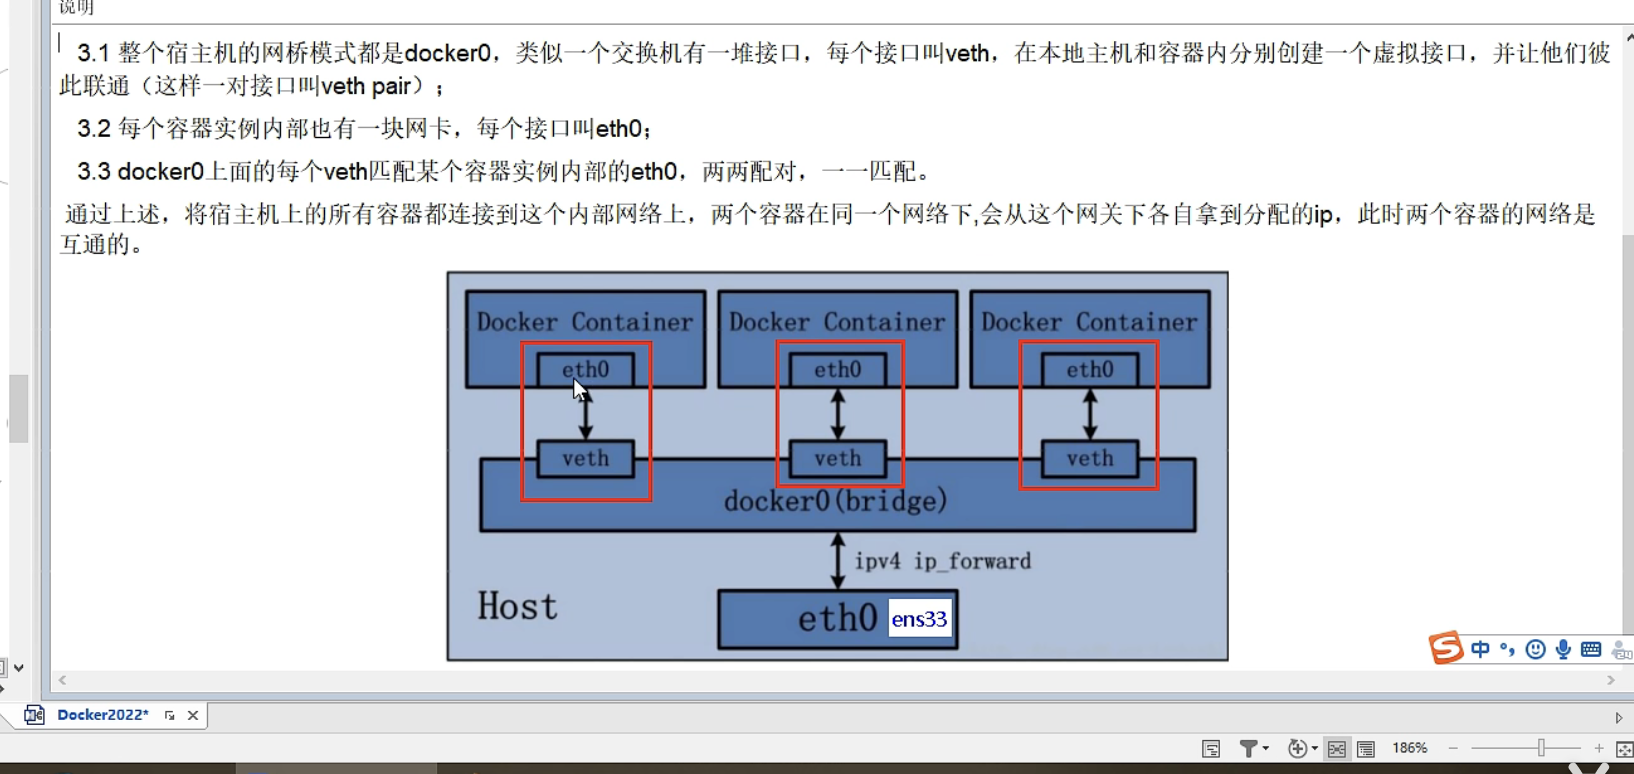 说明
3.1 整个宿主机的网桥模式都是docker0，类似一个交换机有一堆接口，每个接口叫veth，在本地主机和容器内分别创建一个虚拟接口，并让他们彼
此联通（这样一对接口叫veth pair）；
3.2 每个容器实例内部也有一块网卡，每个接口叫eth0；
3.3 docker0上面的每个veth匹配某个容器实例内部的eth0，两两配对，一一匹配。
通过上述，将宿主机上的所有容器都连接到这个内部网络上，两个容器在同一个网络下,会从这个网关下各自拿到分配的ip，此时两个容器的网络是
互通的。
Docker Container Docker Container Docker Container
eth0 eth0 eth0
veth veth veth
docker0(bridge)
ipv4 ip_forward
Host
eth0 ens33
中
Docker2022*
186%